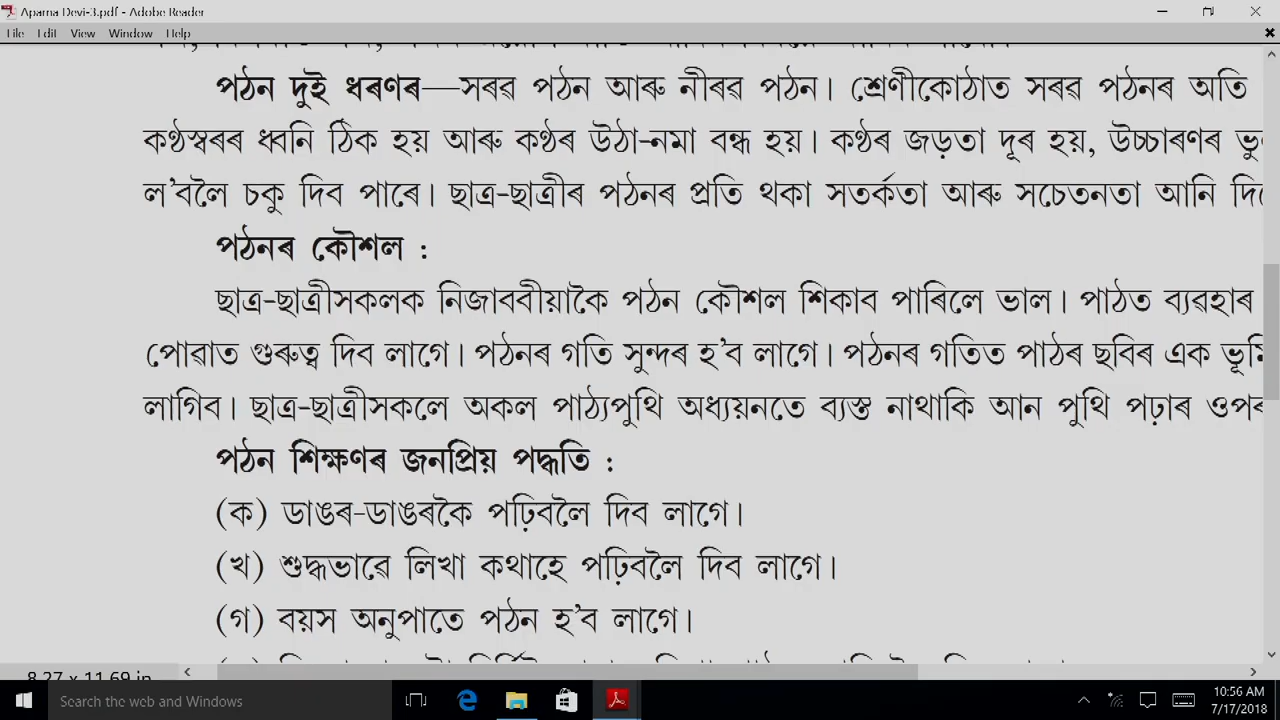 Aparna Devi-3.pdf - Adobe Reader
File Edit View Window Help
পঠন দুই ধৰণৰ—সৰৱ পঠন আৰু নীৰৱ পঠন। শ্ৰেণীকোঠাত সৰৱ পঠনৰ অতি
কণ্ঠস্বৰৰ ধ্বনি ঠিক হয় আৰু কণ্ঠৰ উঠা-নমা বন্ধ হয়। কণ্ঠৰ জড়তা দূৰ হয়, উচ্চাৰণৰ
ল'বলৈ চকু দিব পাৰে। ছাত্ৰ-ছাত্ৰীৰ পঠনৰ প্ৰতি থকা সতৰ্কতা আৰু সচেতনতা আনি
পঠনৰ কৌশল :
ছাত্ৰ-ছাত্ৰীসকলক নিজাববীয়াকৈ পঠন কৌশল শিকাব পাৰিলে ভাল। পাঠত ব্যৱহাৰ
পোৱাত গুৰুত্ব দিব লাগে। পঠনৰ গতি সুন্দৰ হ'ব লাগে। পঠনৰ গতিত পাঠৰ ছবিৰ এক
লাগিব। ছাত্ৰ-ছাত্ৰীসকলে অকল পাঠ্যপুথি অধ্যয়নতে ব্যস্ত নাথাকি আন পুথি পঢ়াৰ
পঠন শিক্ষণৰ জনপ্ৰিয় পদ্ধতি :
(ক) ডাঙৰ-ডাঙৰকৈ পঢ়িবলৈ দিব লাগে।
(খ) শুদ্ধভাৱে লিখা কথাহে পঢ়িবলৈ দিব লাগে।
(গ) বয়স অনুপাতে পঠন হ'ব লাগে।
8.27 x 11.69 in
Search the web and Windows
10:56 AM
7/17/2018